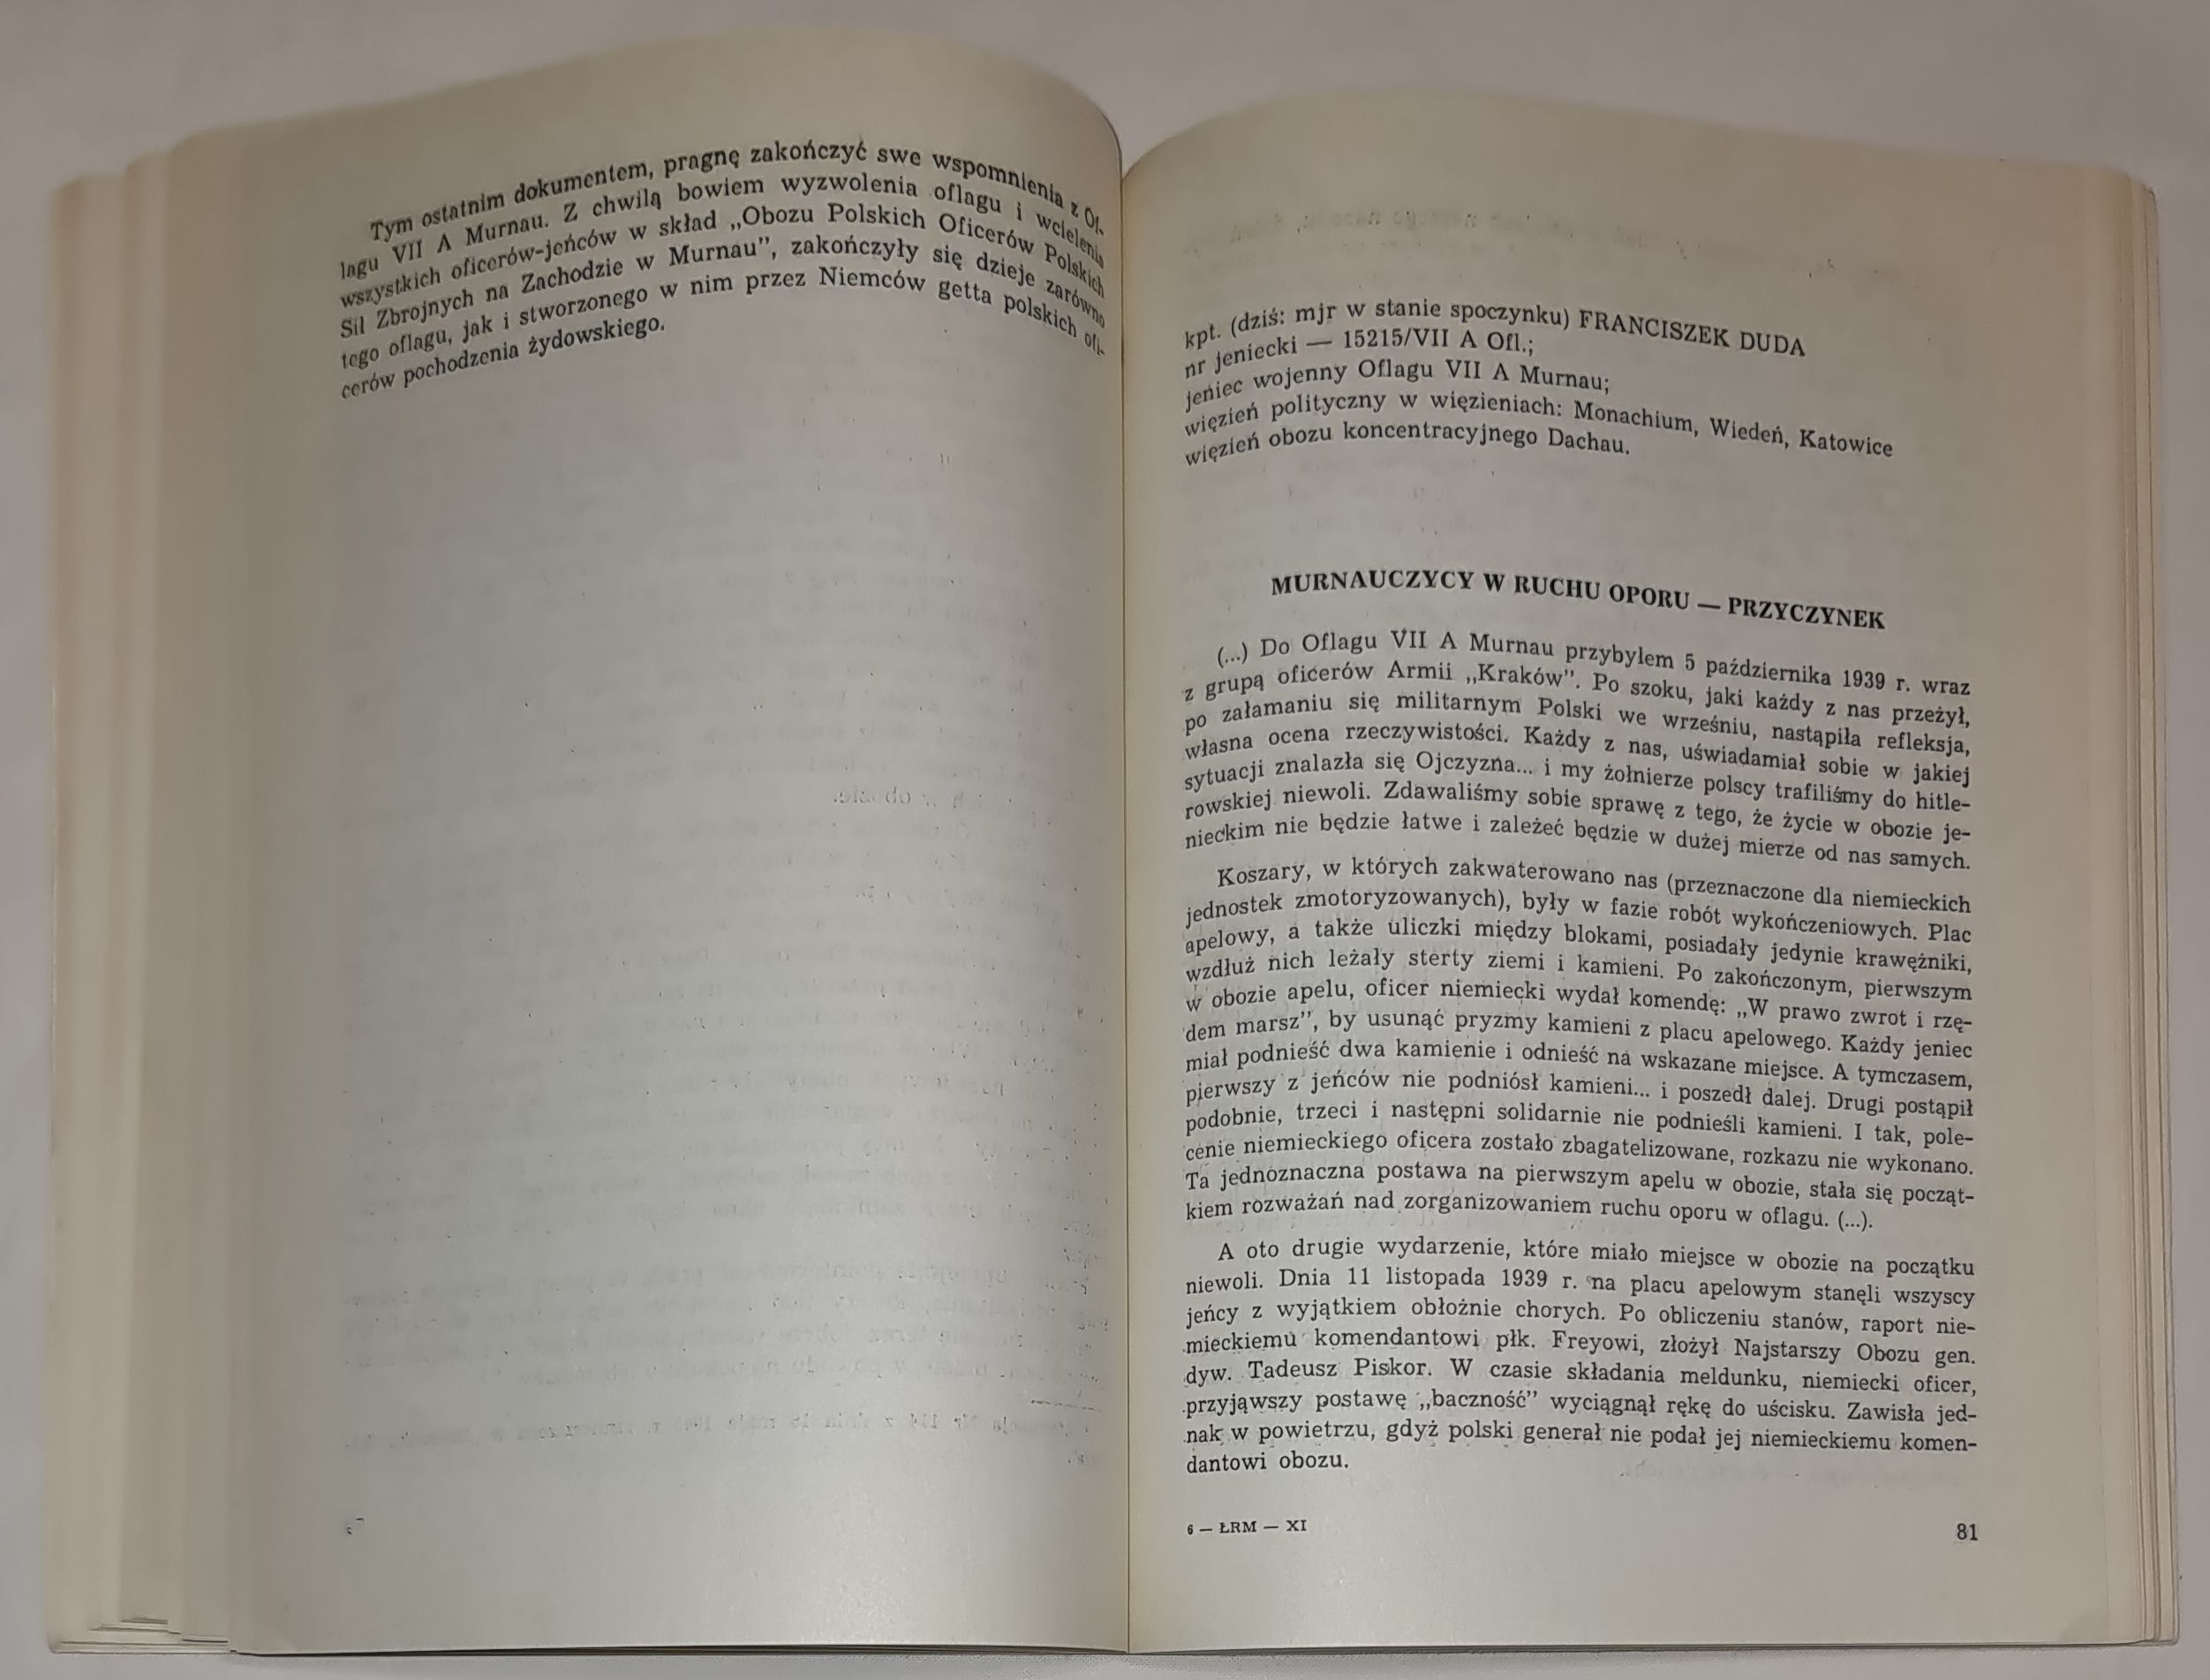 Tym ostatnim dokumentem, pragnę zakończyć swe wspomnienia z Of-
lagu VII A Murnau. Z chwilą bowiem wyzwolenia oflagu i wcielenia
wszystkich oficerów-jeńców w skład „Obozu Polskich Oficerów Polskich
Sił Zbrojnych na Zachodzie w Murnau”, zakończyły się dzieje zarówno
tego oflagu, jak i stworzonego w nim przez Niemców getta polskich ofi-
cerów pochodzenia żydowskiego.
kpt. (dziś: mjr w stanie spoczynku) FRANCISZEK DUDA
nr jeniecki — 15215/VII A Ofl.;
jeniec wojenny Oflagu VII A Murnau;
więzień polityczny w więzieniach: Monachium, Wiedeń, Katowice
więzień obozu koncentracyjnego Dachau.
MURNAUCZYCY W RUCHU OPORU — PRZYCZYNEK
(...) Do Oflagu VII A Murnau przybyłem 5 października 1939 r. wraz
z grupą oficerów Armii „Kraków”. Po szoku, jaki każdy z nas przeżył,
po załamaniu się militarnym Polski we wrześniu, nastąpiła refleksja,
własna ocena rzeczywistości. Każdy z nas, uświadamiał sobie w jakiej
sytuacji znalazła się Ojczyzna... i my żołnierze polscy trafiliśmy do hitle-
rowskiej niewoli. Zdawaliśmy sobie sprawę z tego, że życie w obozie je-
nieckim nie będzie łatwe i zależeć będzie w dużej mierze od nas samych.
Koszary, w których zakwaterowano nas (przeznaczone dla niemieckich
jednostek zmotoryzowanych), były w fazie robót wykończeniowych. Plac
apelowy, a także uliczki między blokami, posiadały jedynie krawężniki,
wzdłuż nich leżały sterty ziemi i kamieni. Po zakończonym, pierwszym
w obozie apelu, oficer niemiecki wydał komendę: „W prawo zwrot i rzę-
dem marsz”, by usunąć pryzmy kamieni z placu apelowego. Każdy jeniec
miał podnieść dwa kamienie i odnieść na wskazane miejsce. A tymczasem,
pierwszy z jeńców nie podniósł kamieni... i poszedł dalej. Drugi postąpił
podobnie, trzeci i następni solidarnie nie podnieśli kamieni. I tak, pole-
cenie niemieckiego oficera zostało zbagatelizowane, rozkazu nie wykonano.
Ta jednoznaczna postawa na pierwszym apelu w obozie, stała się począt-
kiem rozważań nad zorganizowaniem ruchu oporu w oflagu. (...).
A oto drugie wydarzenie, które miało miejsce w obozie na początku
niewoli. Dnia 11 listopada 1939 r. na placu apelowym stanęli wszyscy
jeńcy z wyjątkiem obłożnie chorych. Po obliczeniu stanów, raport nie-
mieckiemu komendantowi płk. Freyowi, złożył Najstarszy Obozu gen.
dyw. Tadeusz Piskor. W czasie składania meldunku, niemiecki oficer,
przyjąwszy postawę „baczność” wyciągnął rękę do uścisku. Zawisła jed-
nak w powietrzu, gdyż polski generał nie podał jej niemieckiemu komen-
dantowi obozu.
6 — ŁRM — XI
81